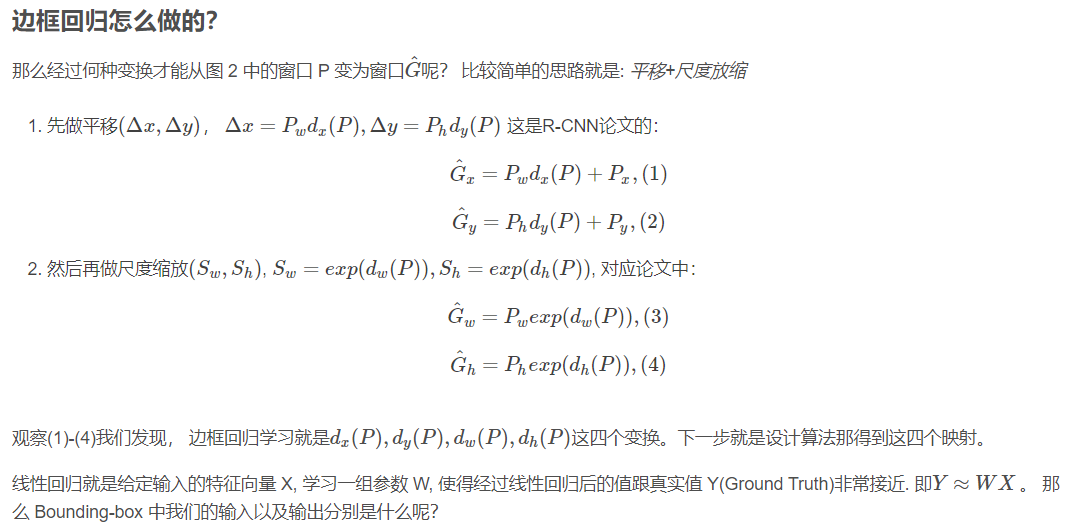 边框回归怎么做的？
那么经过何种变换才能从图 2 中的窗口 P 变为窗口$\hat{G}$呢？ 比较简单的思路就是: 平移+尺度放缩
1. 先做平移$(\Delta x, \Delta y)$， $\Delta x = P_w d_x(P), \Delta y = P_h d_y(P)$ 这是R-CNN论文的：
$\hat{G}_x = P_w d_x(P) + P_x, (1)$
$\hat{G}_y = P_h d_y(P) + P_y, (2)$
2. 然后再做尺度缩放$(S_w, S_h)$, $S_w = exp(d_w(P)), S_h = exp(d_h(P))$, 对应论文中：
$\hat{G}_w = P_w exp(d_w(P)), (3)$
$\hat{G}_h = P_h exp(d_h(P)), (4)$
观察(1)-(4)我们发现， 边框回归学习就是$d_x(P), d_y(P), d_w(P), d_h(P)$这四个变换。下一步就是设计算法那得到这四个映射。
线性回归就是给定输入的特征向量 X, 学习一组参数 W, 使得经过线性回归后的值跟真实值 Y(Ground Truth)非常接近. 即$Y \approx WX$ 。 那
么 Bounding-box 中我们的输入以及输出分别是什么呢？